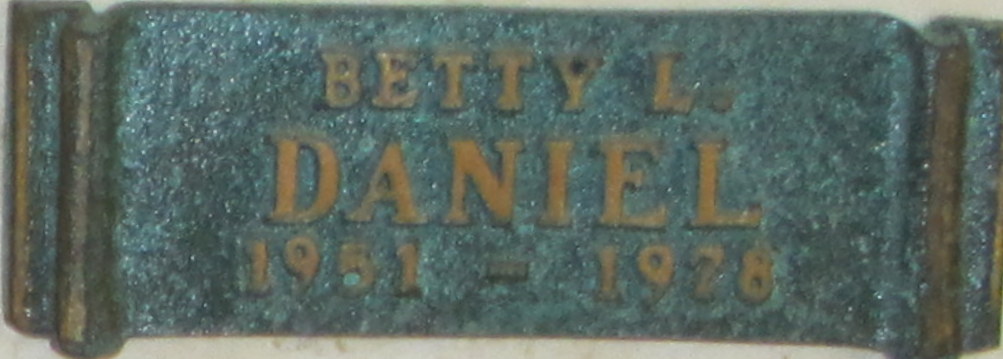 BETTY L.
DANIEL
1951 - 1978